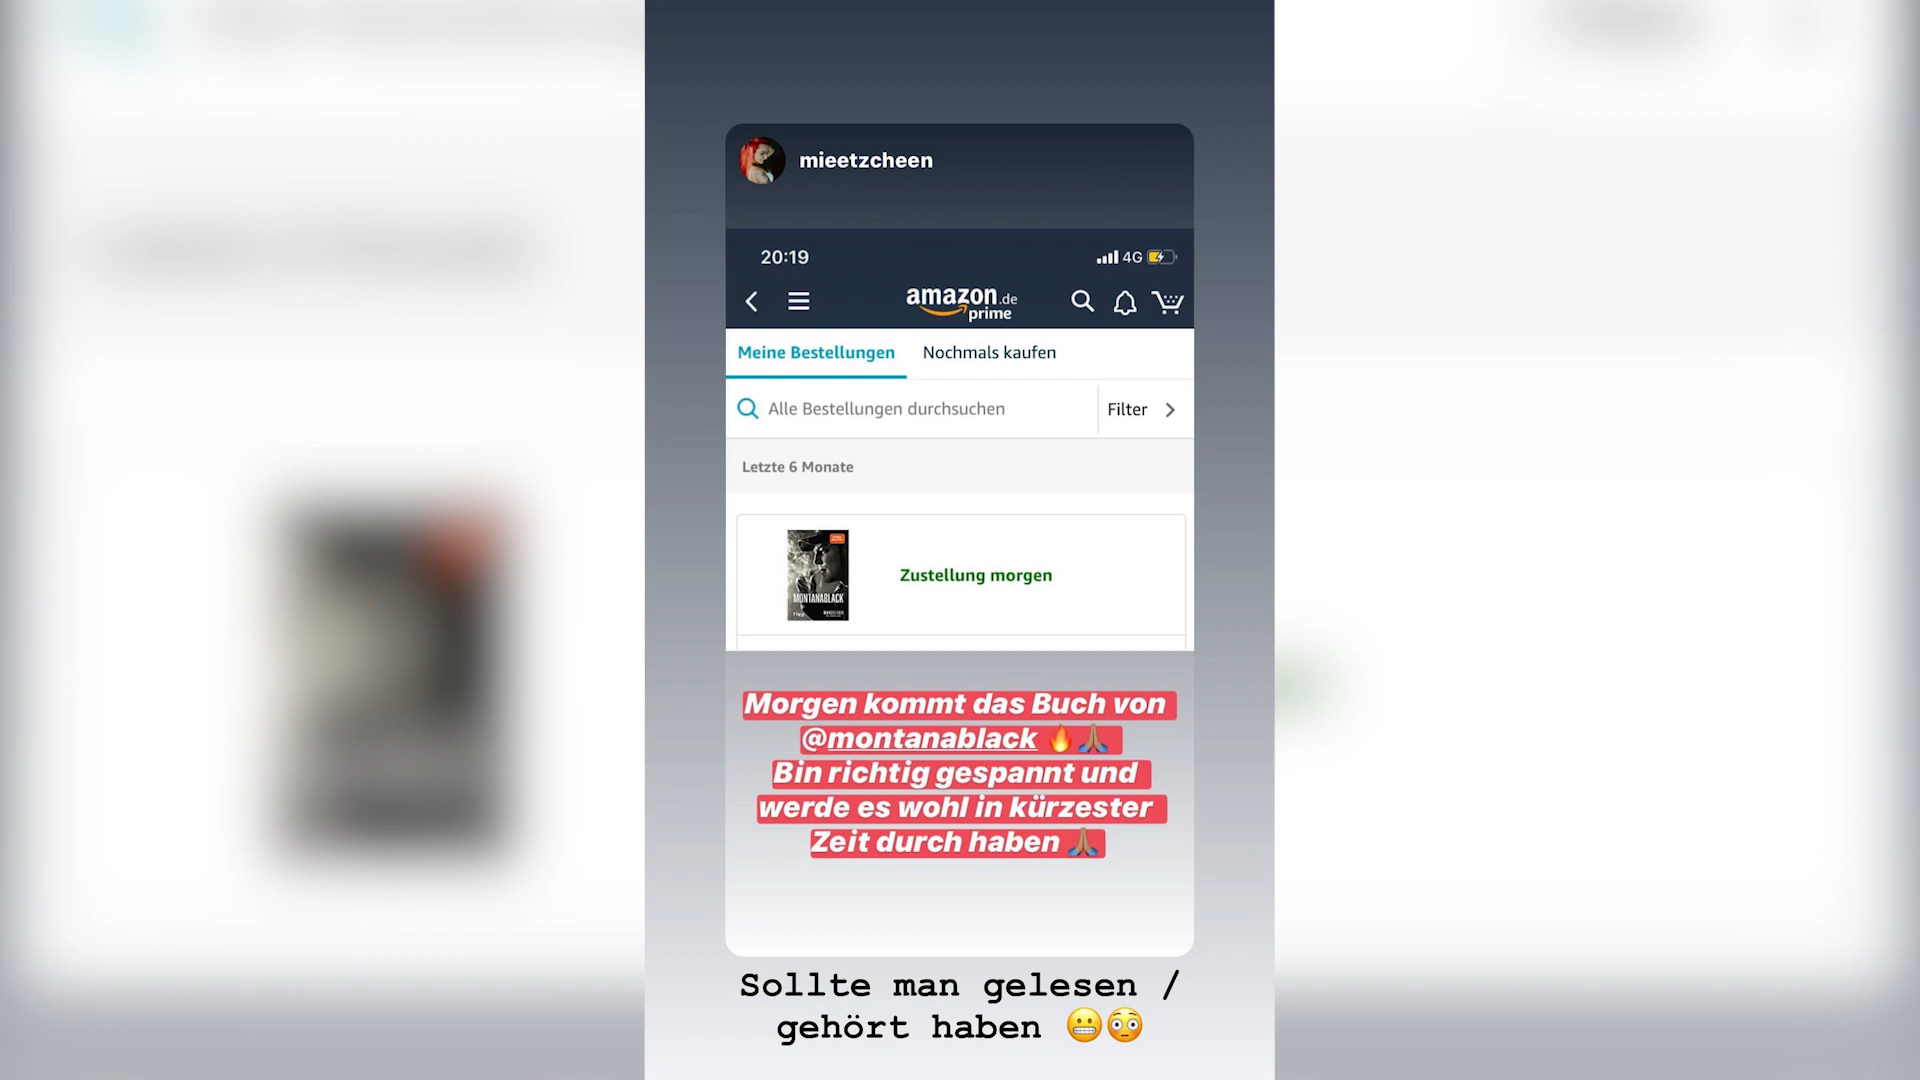 mieetzcheen
20:19
4G
amazon.de
prime
Meine Bestellungen
Nochmals kaufen
Alle Bestellungen durchsuchen
Filter
Letzte 6 Monate
MONTANABLACK
Zustellung morgen
Morgen kommt das Buch von
@montanablack 🔥🙏🏽
Bin richtig gespannt und
werde es wohl in kürzester
Zeit durch haben 🙏🏽
Sollte man gelesen /
gehört haben 😬😳